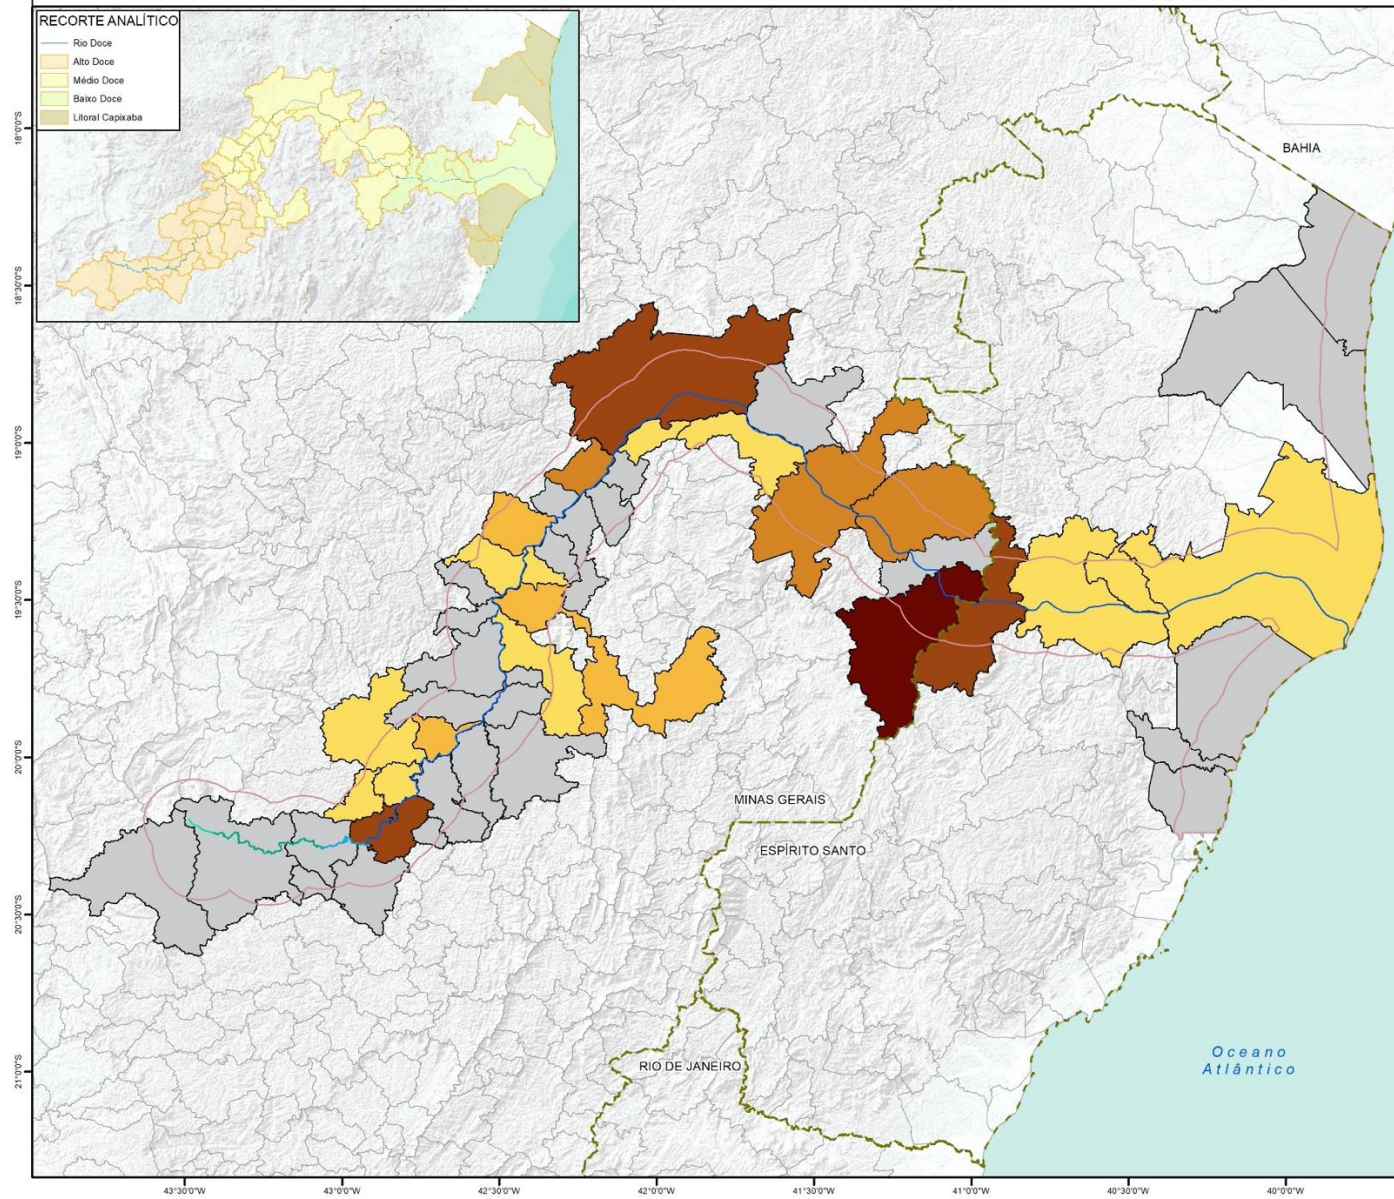 RECORTE ANALÍTICO
Rio Doce
Alto Doce
Médio Doce
Baixo Doce
Litoral Capixaba
BAHIA
MINAS GERAIS
ESPÍRITO SANTO
RIO DE JANEIRO
Oceano
Atlântico
18°0'0"S
18°30'0"S
19°0'0"S
19°30'0"S
20°0'0"S
20°30'0"S
21°0'0"S
43°30'0"W
43°0'0"W
42°30'0"W
42°0'0"W
41°30'0"W
41°0'0"W
40°30'0"W
40°0'0"W